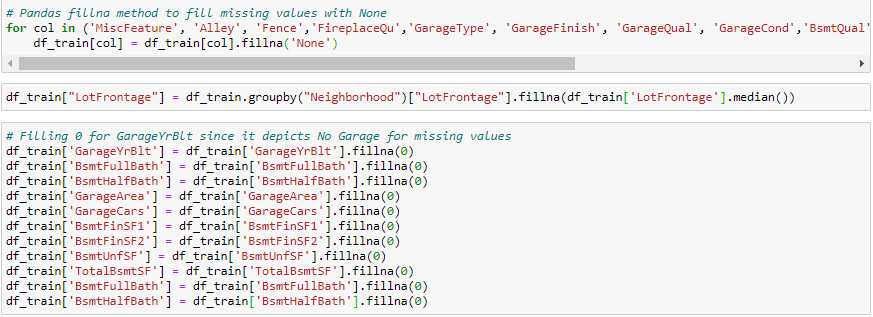 # Pandas fillna method to fill missing values with None
for col in ('MiscFeature', 'Alley', 'Fence','FireplaceQu','GarageType', 'GarageFinish', 'GarageQual', 'GarageCond','BsmtQual'
    df_train[col] = df_train[col].fillna('None')
df_train["LotFrontage"] = df_train.groupby("Neighborhood")["LotFrontage"].fillna(df_train['LotFrontage'].median())
# Filling 0 for GarageYrBlt since it depicts No Garage for missing values
df_train['GarageYrBlt'] = df_train['GarageYrBlt'].fillna(0)
df_train['BsmtFullBath'] = df_train['BsmtFullBath'].fillna(0)
df_train['BsmtHalfBath'] = df_train['BsmtHalfBath'].fillna(0)
df_train['GarageArea'] = df_train['GarageArea'].fillna(0)
df_train['GarageCars'] = df_train['GarageCars'].fillna(0)
df_train['BsmtFinSF1'] = df_train['BsmtFinSF1'].fillna(0)
df_train['BsmtFinSF2'] = df_train['BsmtFinSF2'].fillna(0)
df_train['BsmtUnfSF'] = df_train['BsmtUnfSF'].fillna(0)
df_train['TotalBsmtSF'] = df_train['TotalBsmtSF'].fillna(0)
df_train['BsmtFullBath'] = df_train['BsmtFullBath'].fillna(0)
df_train['BsmtHalfBath'] = df_train['BsmtHalfBath'].fillna(0)